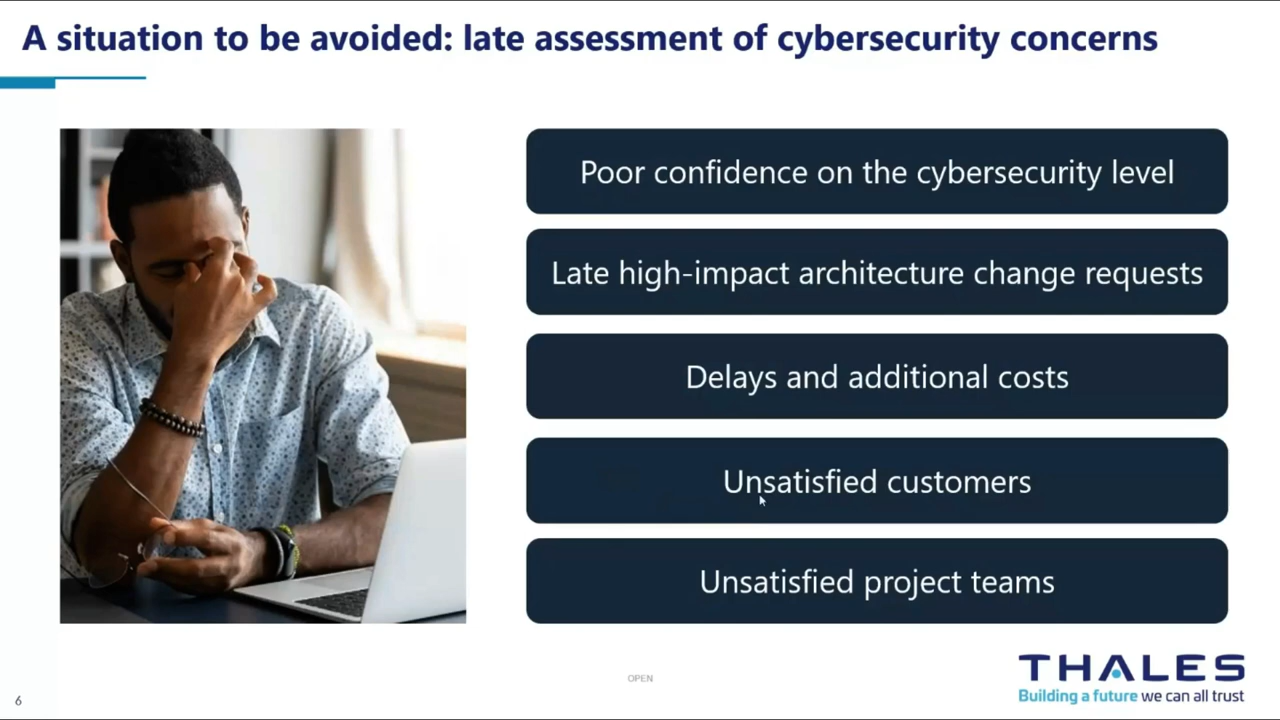 A situation to be avoided: late assessment of cybersecurity concerns
Poor confidence on the cybersecurity level
Late high-impact architecture change requests
Delays and additional costs
Unsatisfied customers
Unsatisfied project teams
OPEN
THALES
Building a future we can all trust
6